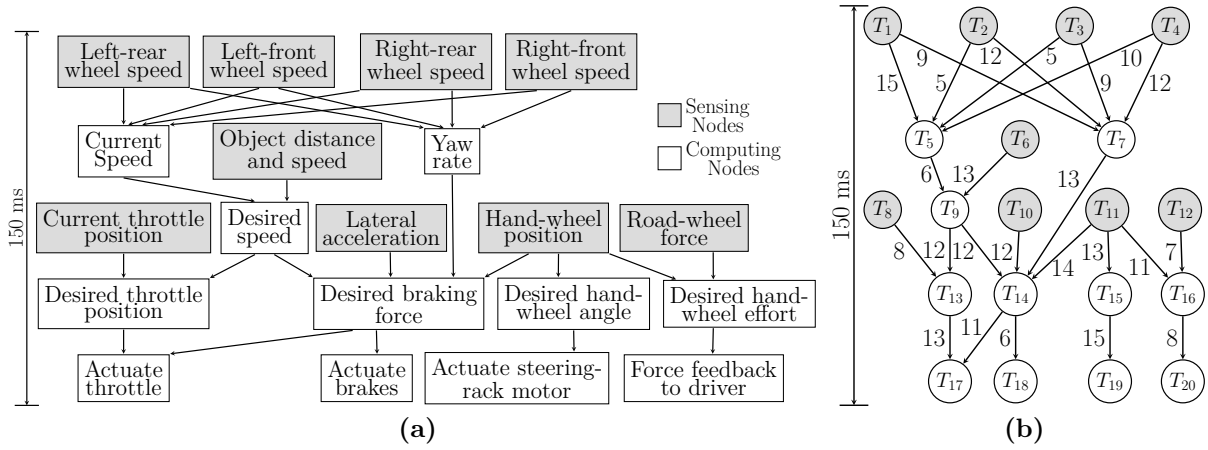 150 ms
Left-rear
wheel speed
Left-front
wheel speed
Right-rear
wheel speed
Right-front
wheel speed
Current
Speed
Object distance
and speed
Yaw
rate
Sensing
Nodes
Computing
Nodes
Current throttle
position
Desired
speed
Lateral
acceleration
Hand-wheel
position
Road-wheel
force
Desired throttle
position
Desired braking
force
Desired hand-
wheel angle
Desired hand-
wheel effort
Actuate
throttle
Actuate
brakes
Actuate steering-
rack motor
Force feedback
to driver
(a)
150 ms
T1 T2 T3 T4
9 12 5 10
15 5 9 12
T5 T6 T7
6 13 13
T8 T9 T10 T11 T12
8 12 12 12 14 13 11 7
T13 T14 T15 T16
13 11 6 15 8
T17 T18 T19 T20
(b)